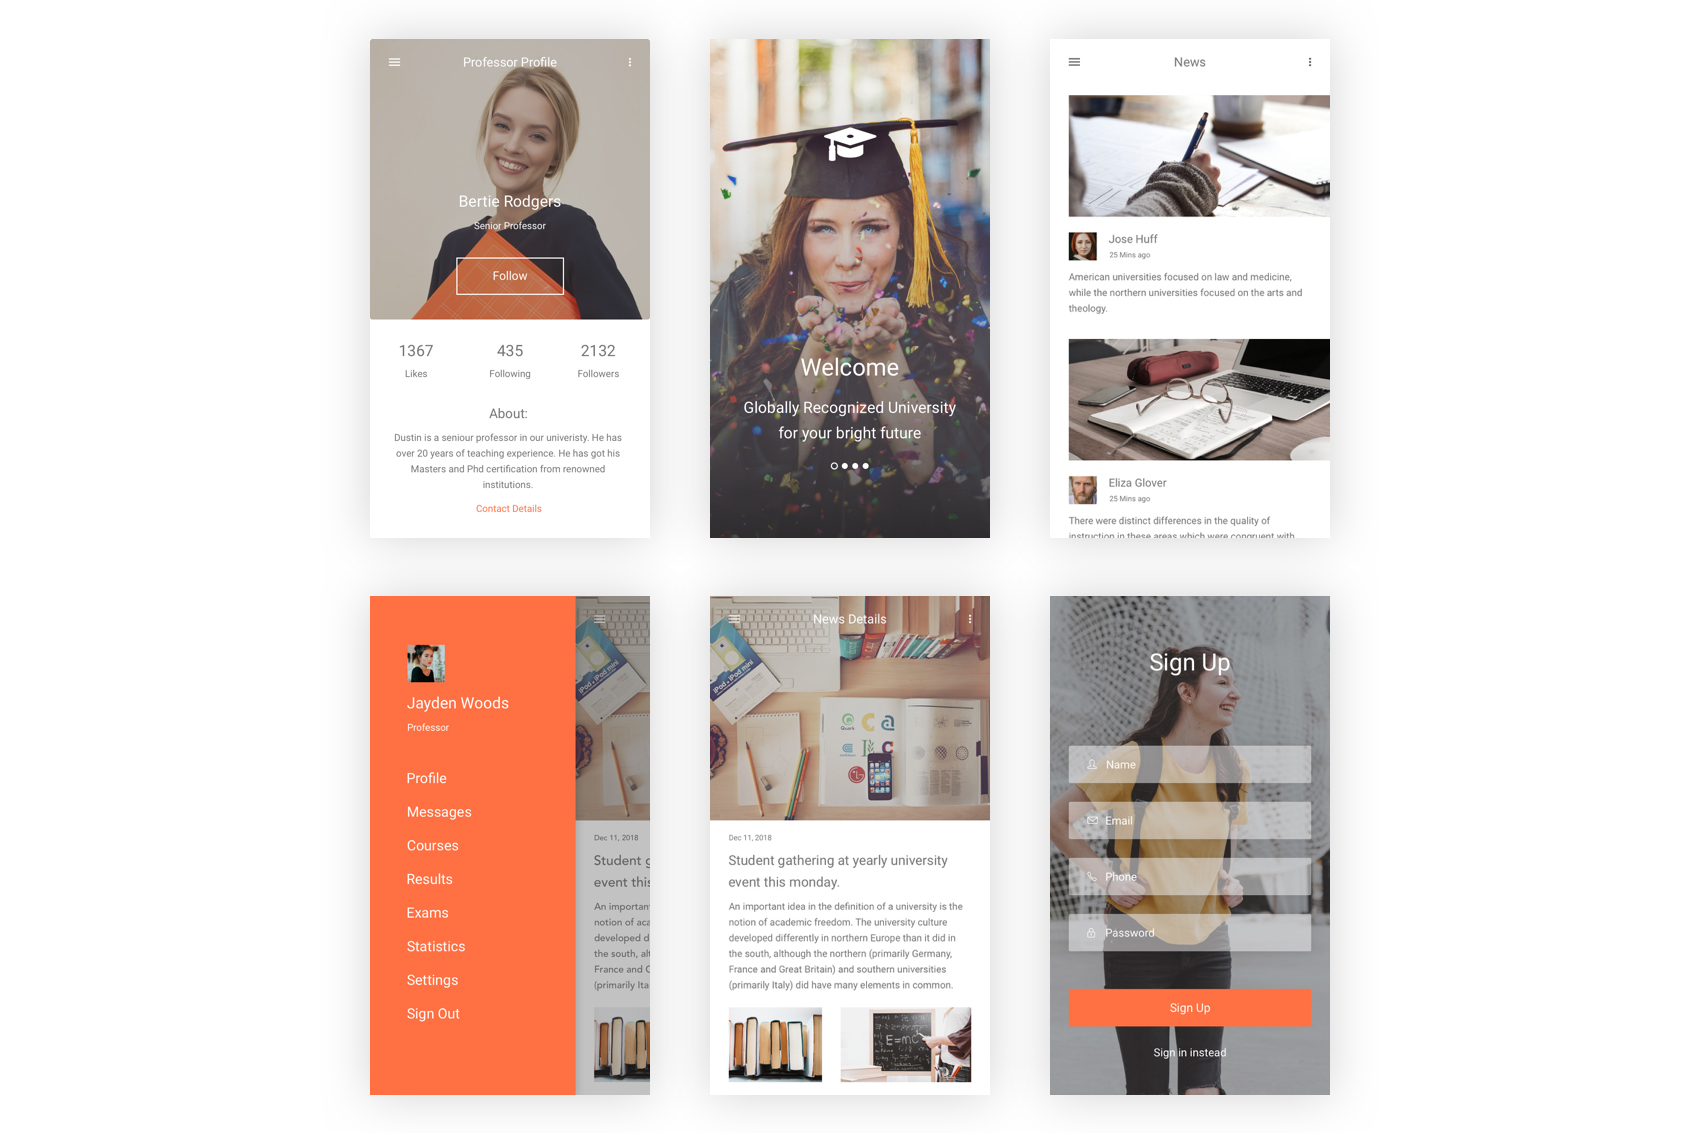 Professor Profile
Bertie Rodgers
Senior Professor
Follow
1367
435
2132
Likes
Following
Followers
About:
Dustin is a seniour professor in our univeristy. He has
over 20 years of teaching experience. He has got his
Masters and Phd certification from renowned
institutions.
Contact Details
Welcome
Globally Recognized University
for your bright future
News
Jose Huff
25 Mins ago
American universities focused on law and medicine,
while the northern universities focused on the arts and
theology.
Eliza Glover
25 Mins ago
There were distinct differences in the quality of
instruction in these areas which were congruent with
Jayden Woods
Professor
Profile
Messages
Courses
Results
Exams
Statistics
Settings
Sign Out
iPod • iPad mini
Dec 11, 2018
Student g
event this
An important
notion of aca
developed d
the south, alt
France and G
(primarily Ita
News Details
iPod • iPad mini
LG
Dec 11, 2018
Student gathering at yearly university
event this monday.
An important idea in the definition of a university is the
notion of academic freedom. The university culture
developed differently in northern Europe than it did in
the south, although the northern (primarily Germany,
France and Great Britain) and southern universities
(primarily Italy) did have many elements in common.
E=mc²
Sign Up
Name
Email
Phone
Password
Sign Up
Sign in instead